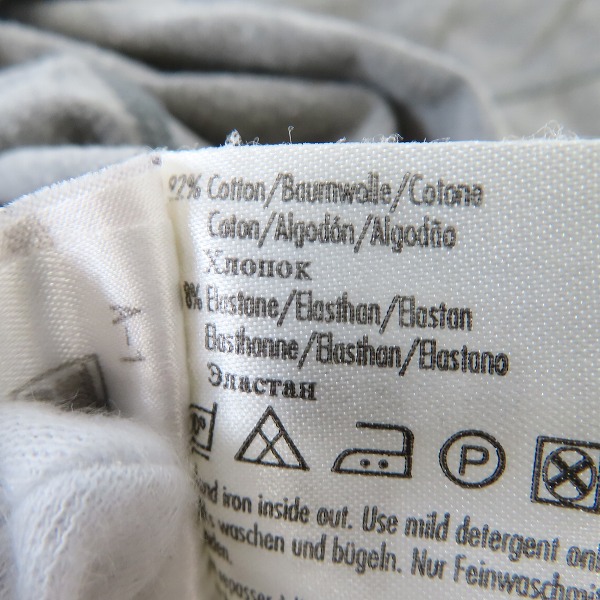 92% Cotton/Baumwolle/Cotone
Coton/Algodón/Algodão
Хлопок
8% Elastane/Elasthan/Elastan
Elasthanne/Elasthan/Elastano
Эластан
A-1
P
iron inside out. Use mild detergent
waschen und bügeln. Nur